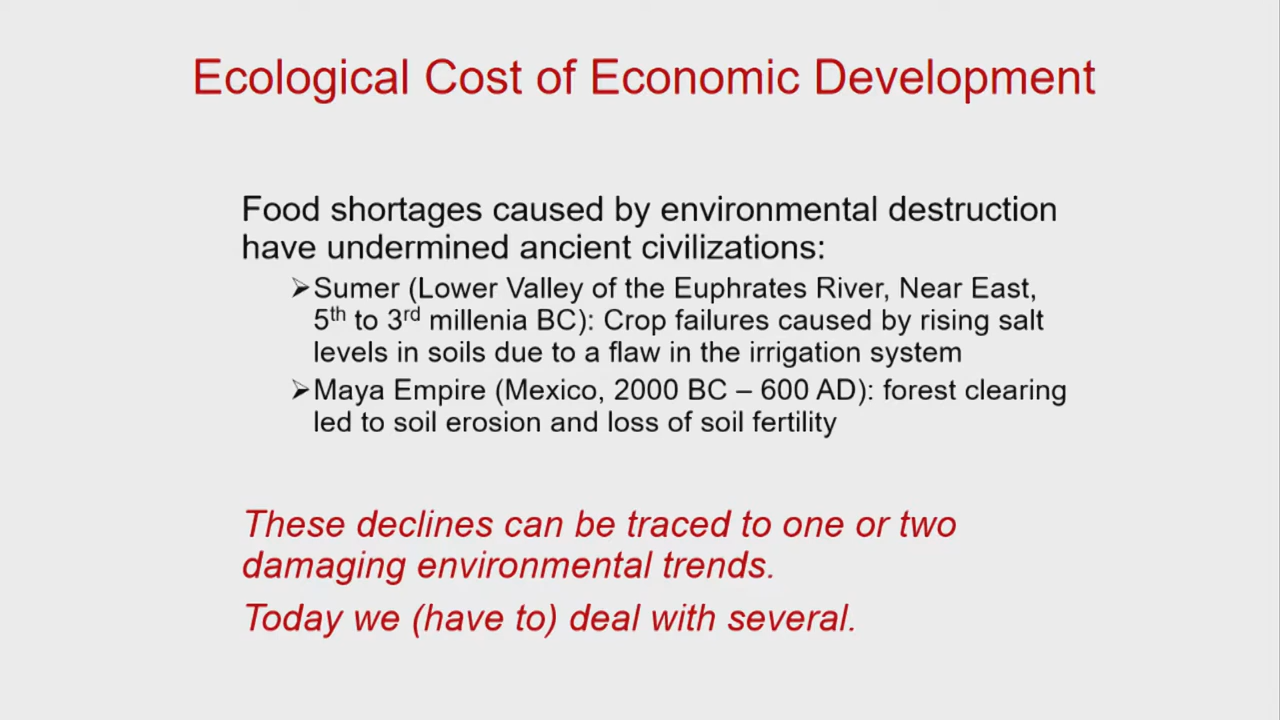 Ecological Cost of Economic Development
Food shortages caused by environmental destruction
have undermined ancient civilizations:
➢Sumer (Lower Valley of the Euphrates River, Near East,
5th to 3rd millenia BC): Crop failures caused by rising salt
levels in soils due to a flaw in the irrigation system
➢Maya Empire (Mexico, 2000 BC – 600 AD): forest clearing
led to soil erosion and loss of soil fertility
These declines can be traced to one or two
damaging environmental trends.
Today we (have to) deal with several.